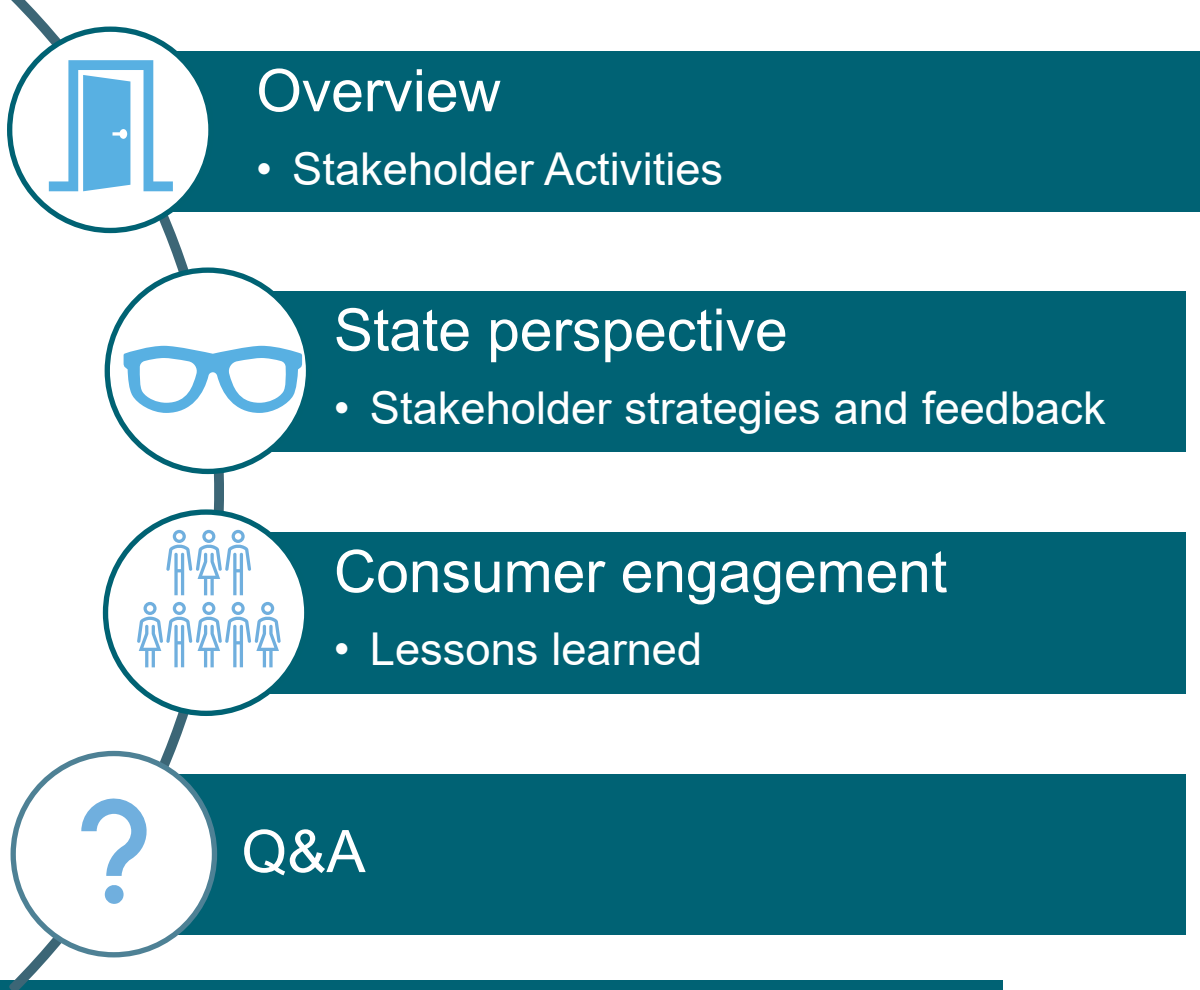 Overview
• Stakeholder Activities
State perspective
• Stakeholder strategies and feedback
Consumer engagement
• Lessons learned
Q&A